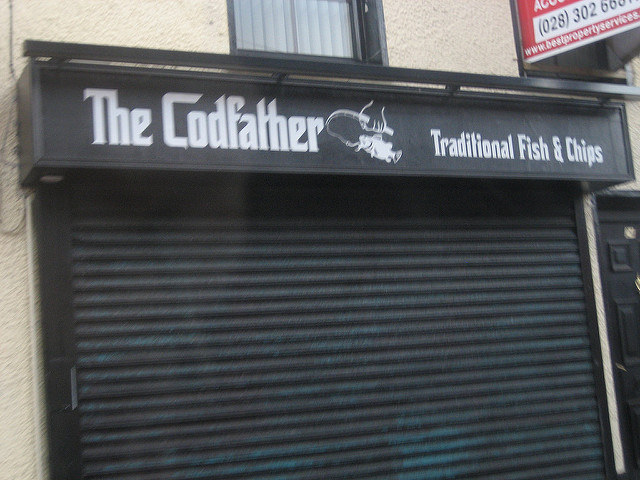 The Codfather
Traditional Fish & Chips
(028) 302
www.bestpropertyservices.